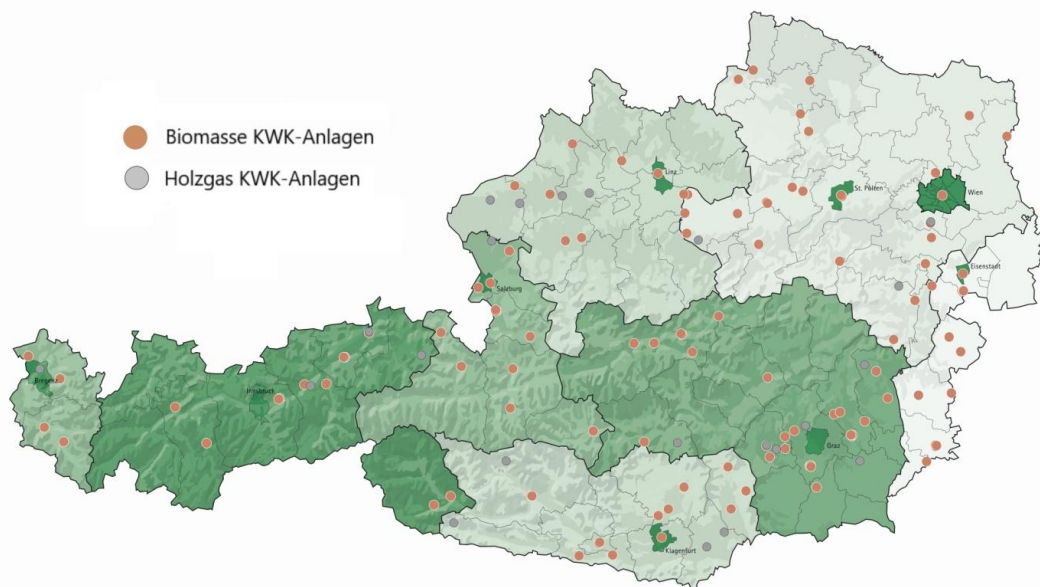 Biomasse KWK-Anlagen
Holzgas KWK-Anlagen
Linz
St. Pölten
Wien
Eisenstadt
Salzburg
Bregenz
Innsbruck
Graz
Klagenfurt